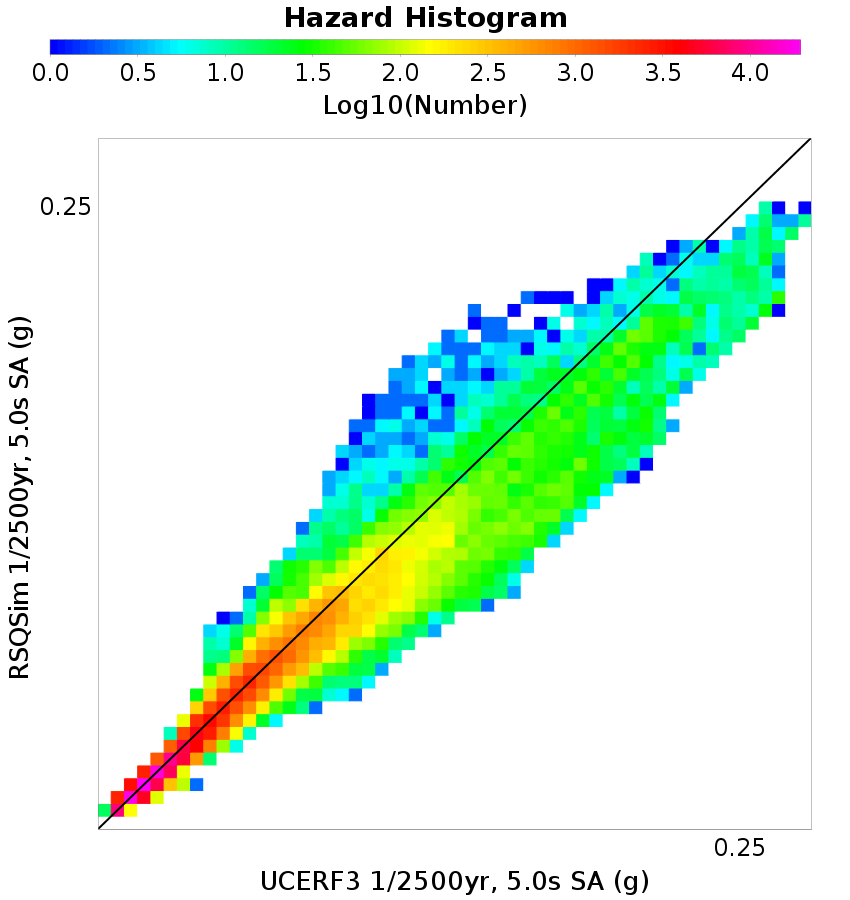 Hazard Histogram
0.0 0.5 1.0 1.5 2.0 2.5 3.0 3.5 4.0
Log10(Number)
0.25
RSQSim 1/2500yr, 5.0s SA (g)
0.25
UCERF3 1/2500yr, 5.0s SA (g)